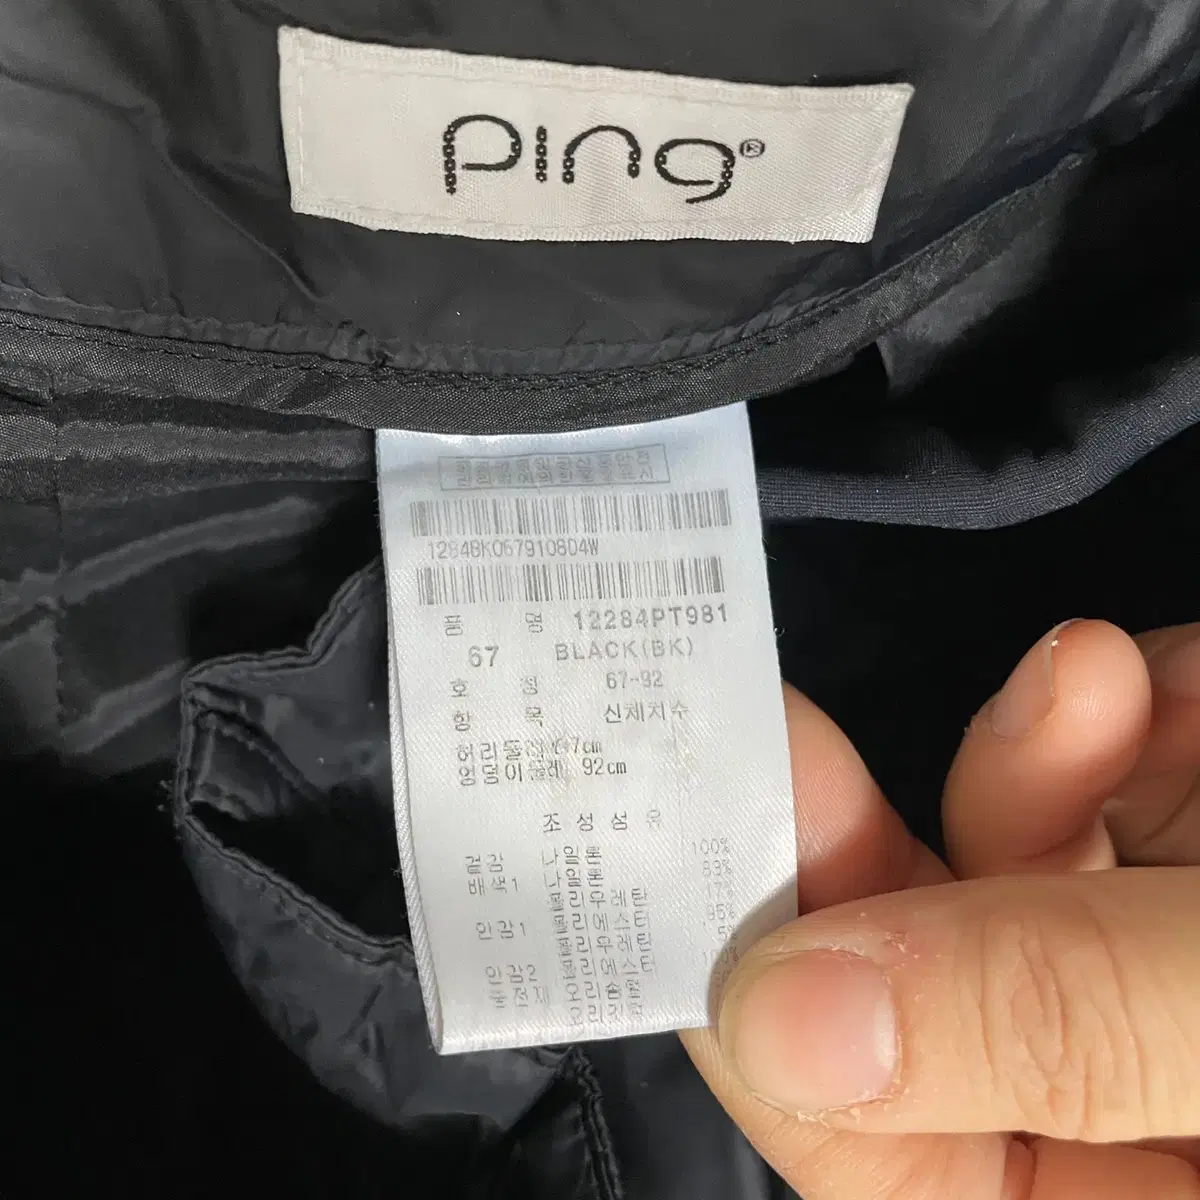 ping®
1284BK067910804W
품 명 12284PT981
67 BLACK(BK)
호 칭 67-92
항 목 신체치수
허리둘레 67cm
엉덩이둘레 92cm
조 성 섬 유
겉감 나일론 100%
배색1 나일론 83%
폴리우레탄 17%
안감1 폴리에스터 95%
폴리우레탄 5%
안감2 폴리에스터 100%
충전재 오리솜털
오리깃털